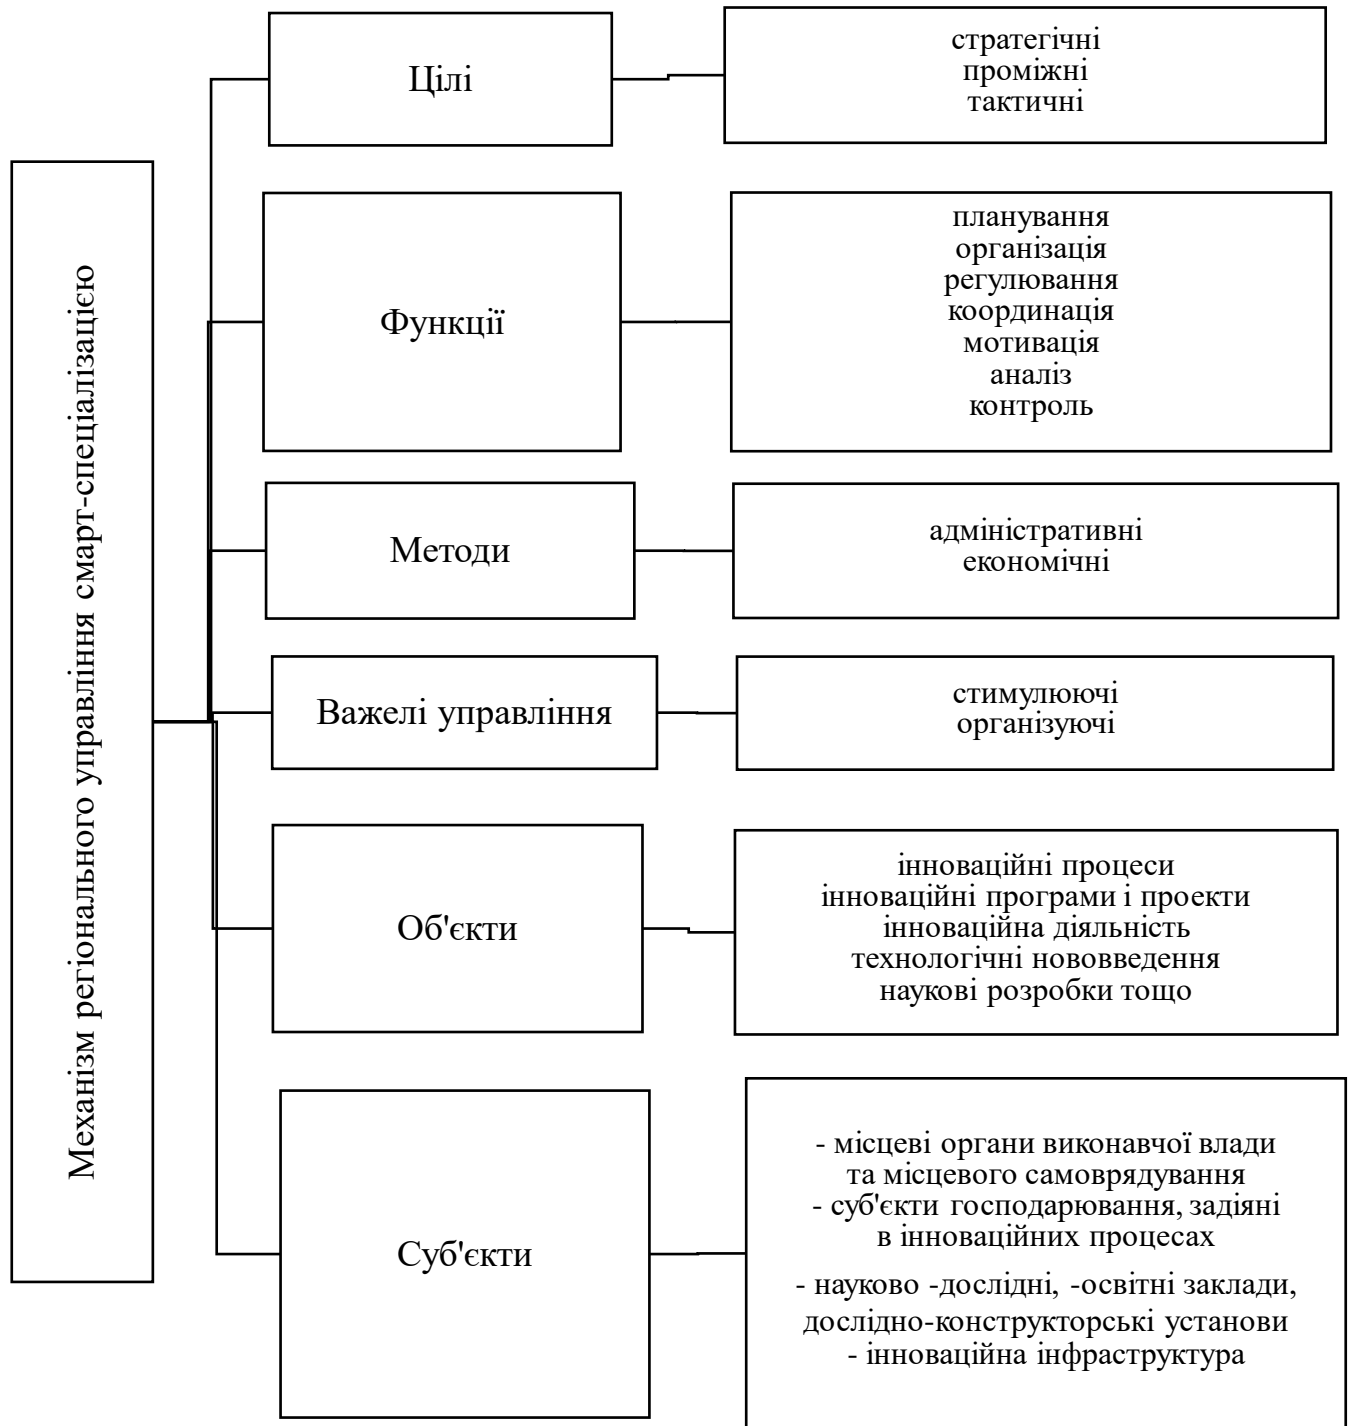 Механізм регіонального управління смарт-спеціалізацією
Цілі
стратегічні
проміжні
тактичні
Функції
планування
організація
регулювання
координація
мотивація
аналіз
контроль
Методи
адміністративні
економічні
Важелі управління
стимулюючі
організуючі
Об'єкти
інноваційні процеси
інноваційні програми і проекти
інноваційна діяльність
технологічні нововведення
наукові розробки тощо
Суб'єкти
- місцеві органи виконавчої влади
та місцевого самоврядування
- суб'єкти господарювання, задіяні
в інноваційних процесах
- науково -дослідні, -освітні заклади,
дослідно-конструкторські установи
- інноваційна інфраструктура